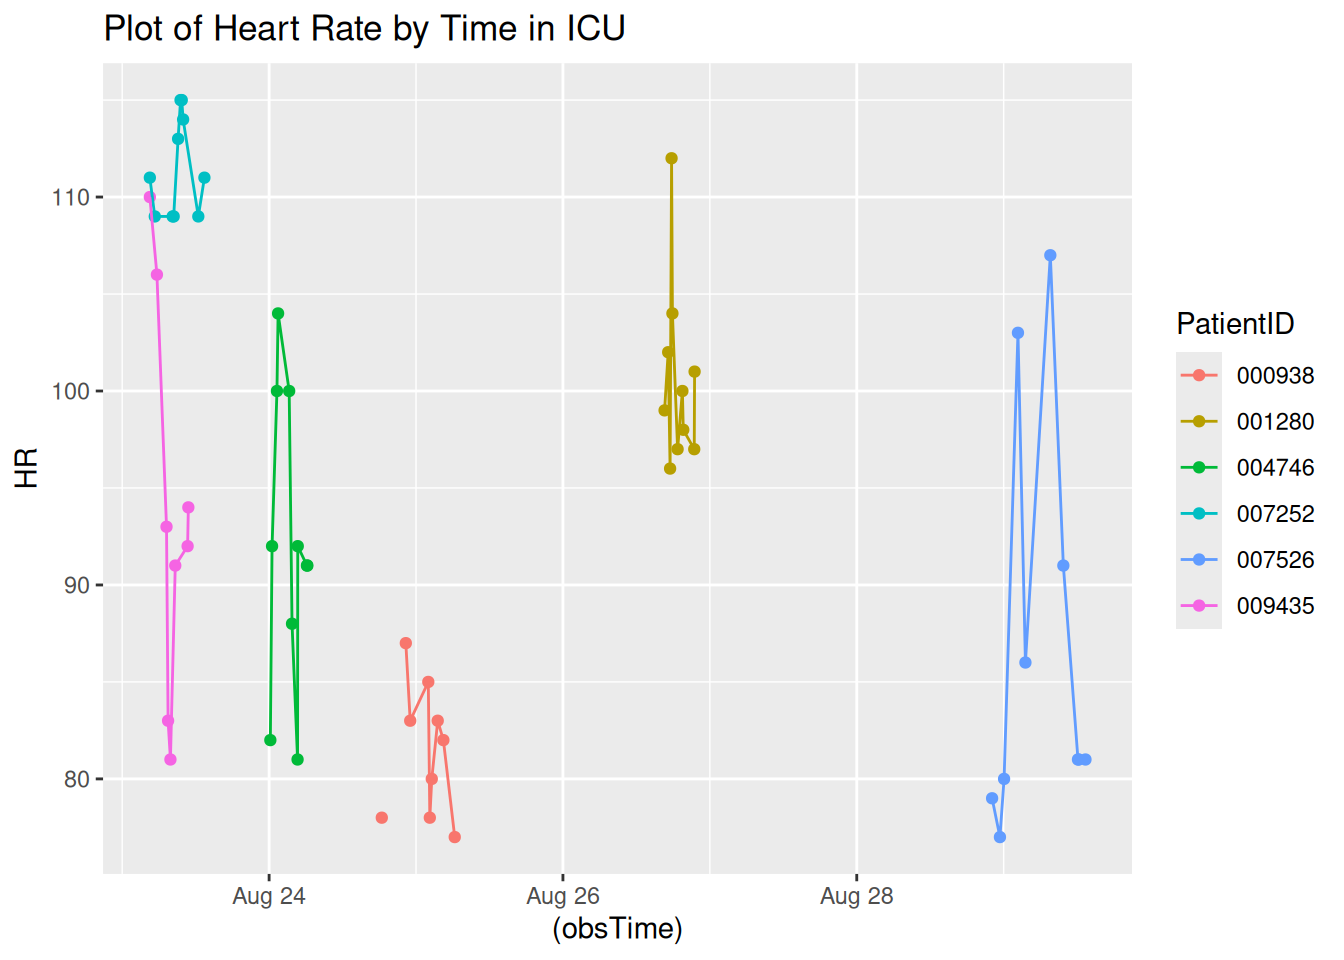 Plot of Heart Rate by Time in ICU
HR
110
100
90
80
Aug 24
Aug 26
Aug 28
(obsTime)
PatientID
000938
001280
004746
007252
007526
009435